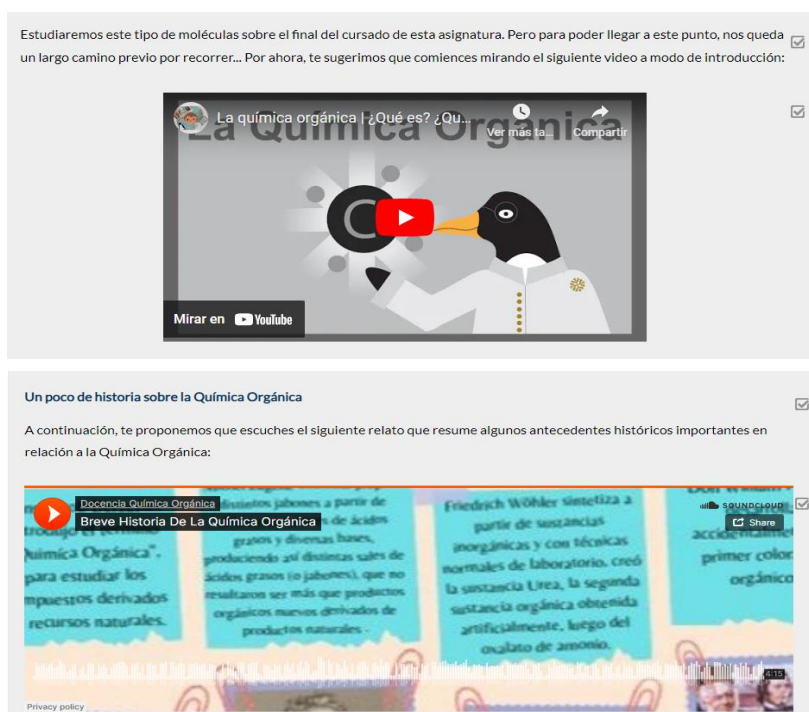 Estudiaremos este tipo de moléculas sobre el final del cursado de esta asignatura. Pero para poder llegar a este punto, nos queda
un largo camino previo por recorrer... Por ahora, te sugerimos que comiences mirando el siguiente video a modo de introducción:
La química orgánica | ¿Qué es? ¿Qu...
Ver más ta...
Compartir
La Química Orgánica
C
Mirar en YouTube
Un poco de historia sobre la Química Orgánica
A continuación, te proponemos que escuches el siguiente relato que resume algunos antecedentes históricos importantes en
relación a la Química Orgánica:
Docencia Química Orgánica
Breve Historia De La Química Orgánica
SOUNDCLOUD
Share
Química Orgánica".
para estudiar los
compuestos derivados
recursos naturales.
distintos jabones a partir de
de ácidos
grasos y diversas bases,
produciendo así distintas sales de
ácidos grasos (o jabones), que no
resultaron ser más que productos
orgánicos nuevos derivados de
productos naturales.
Friedrich Wöhler sintetiza a
partir de sustancias
inorgánicas y con técnicas
normales de laboratorio, creó
la sustancia Urea, la segunda
sustancia orgánica obtenida
artificialmente, luego del
oxalato de amonio.
primer color
orgánico
4:15
Privacy policy